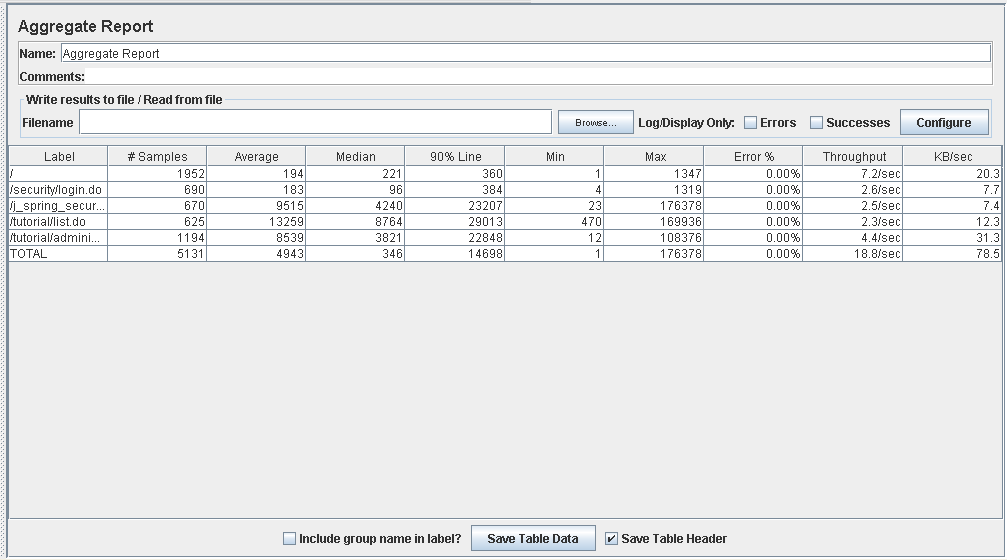 Aggregate Report
Name: Aggregate Report
Comments:
Write results to file / Read from file
Filename Browse... Log/Display Only: Errors Successes Configure
Label # Samples Average Median 90% Line Min Max Error % Throughput KB/sec
/ 1952 194 221 360 1 1347 0.00% 7.2/sec 20.3
/security/login.do 690 183 96 384 4 1319 0.00% 2.6/sec 7.7
/j_spring_secur... 670 9515 4240 23207 23 176378 0.00% 2.5/sec 7.4
/tutorial/list.do 625 13259 8764 29013 470 169936 0.00% 2.3/sec 12.3
/tutorial/admini... 1194 8539 3821 22848 12 108376 0.00% 4.4/sec 31.3
TOTAL 5131 4943 346 14698 1 176378 0.00% 18.8/sec 78.5
Include group name in label? Save Table Data Save Table Header